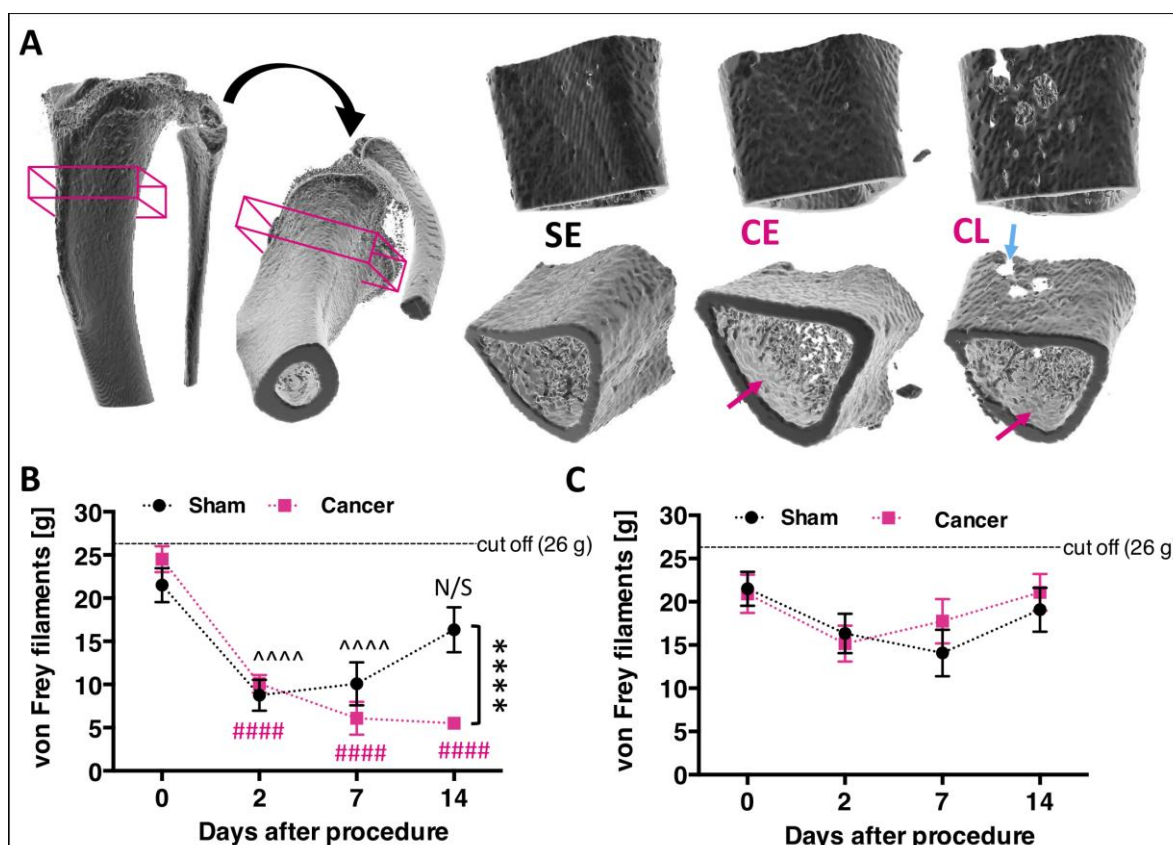 A
SE
CE
CL
B
Sham
Cancer
von Frey filaments [g]
30
25
20
15
10
5
0
cut off (26 g)
N/S
^^^^
^^^^
****
####
####
####
0
2
7
14
Days after procedure
C
Sham
Cancer
von Frey filaments [g]
30
25
20
15
10
5
0
cut off (26 g
0
2
7
14
Days after procedure